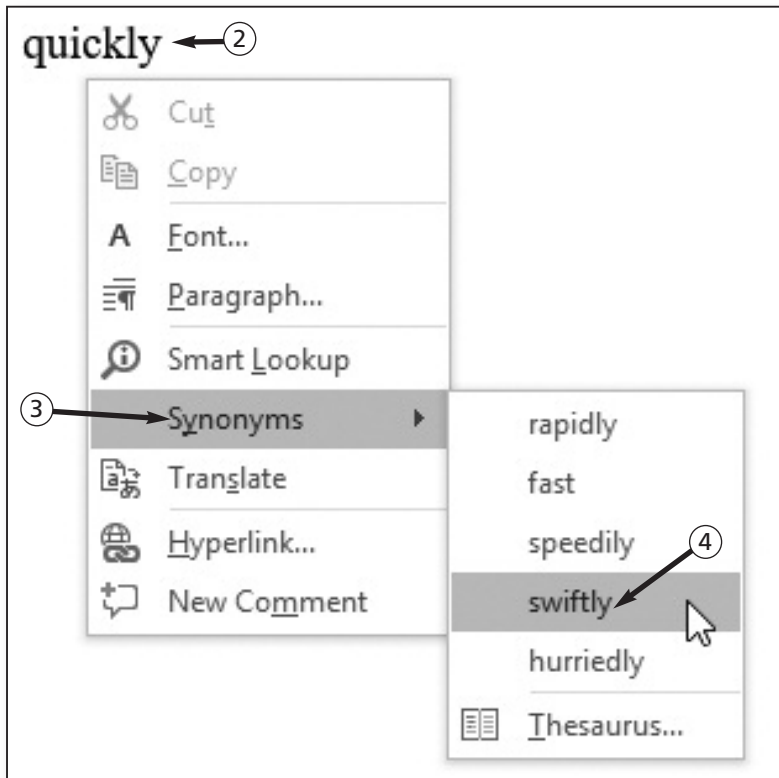 quickly ②
Cut
Copy
A Font...
Paragraph...
Smart Lookup
③ Synonyms
Translate
Hyperlink...
New Comment
rapidly
fast
speedily
④
swiftly
hurriedly
Thesaurus...